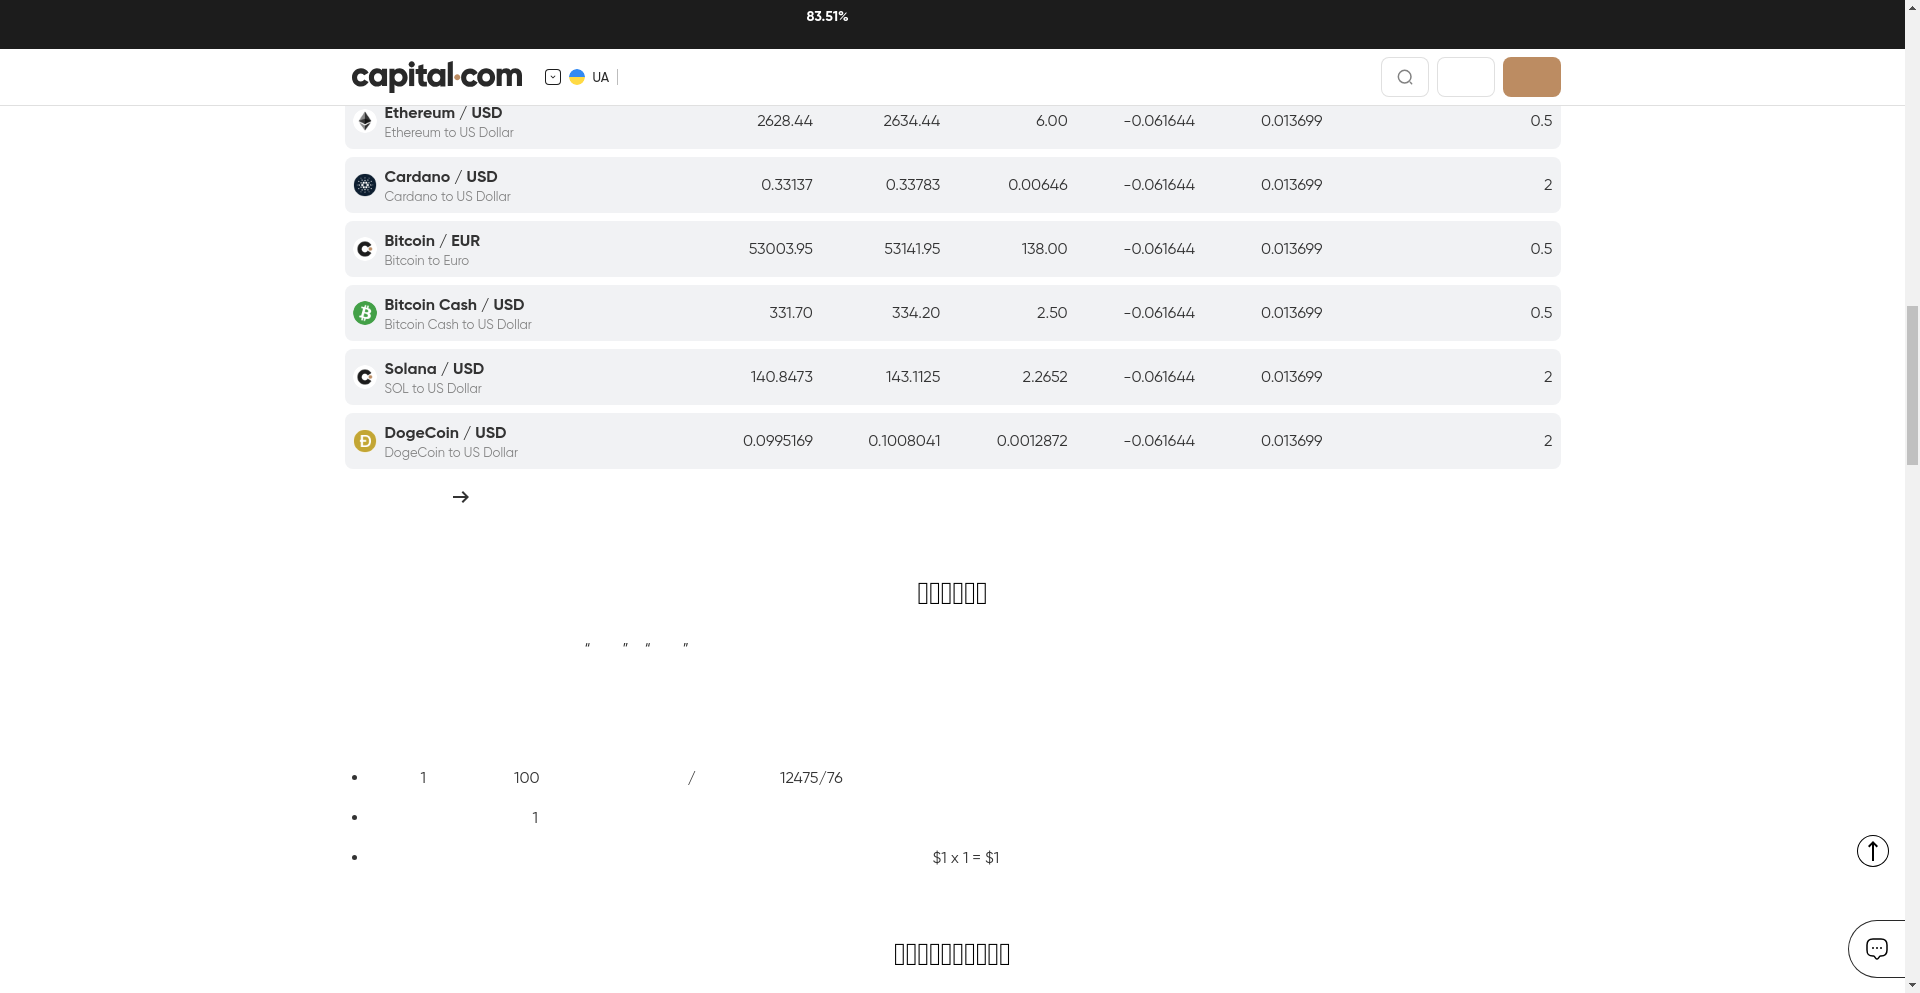 83.51%
capital.com UA
Ethereum / USD 2628.44 2634.44 6.00 -0.061644 0.013699 0.5
Ethereum to US Dollar
Cardano / USD 0.33137 0.33783 0.00646 -0.061644 0.013699 2
Cardano to US Dollar
Bitcoin / EUR 53003.95 53141.95 138.00 -0.061644 0.013699 0.5
Bitcoin to Euro
Bitcoin Cash / USD 331.70 334.20 2.50 -0.061644 0.013699 0.5
Bitcoin Cash to US Dollar
Solana / USD 140.8473 143.1125 2.2652 -0.061644 0.013699 2
SOL to US Dollar
DogeCoin / USD 0.0995169 0.1008041 0.0012872 -0.061644 0.013699 2
DogeCoin to US Dollar
“ ” “ ”
1 100 / 12475/76
1
$1 x 1 = $1